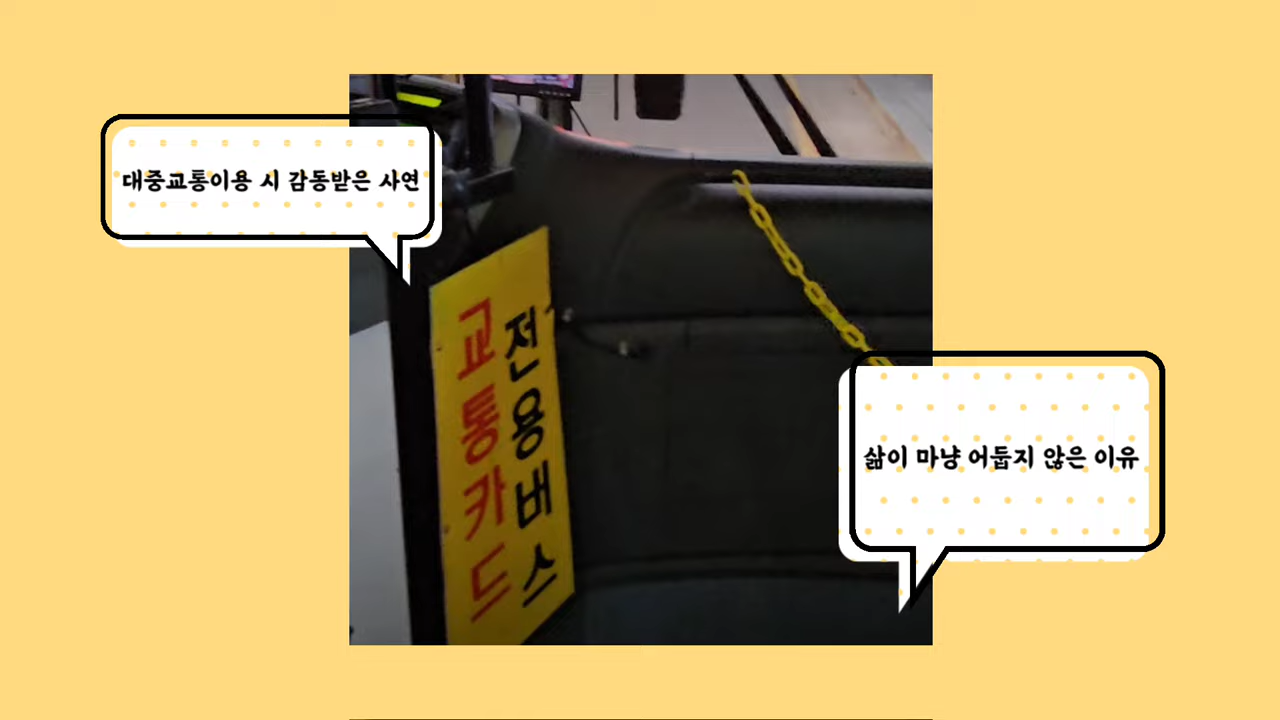 대중교통이용 시 감동받은 사연
교통카드
전용버스
삶이 마냥 어둡지 않은 이유